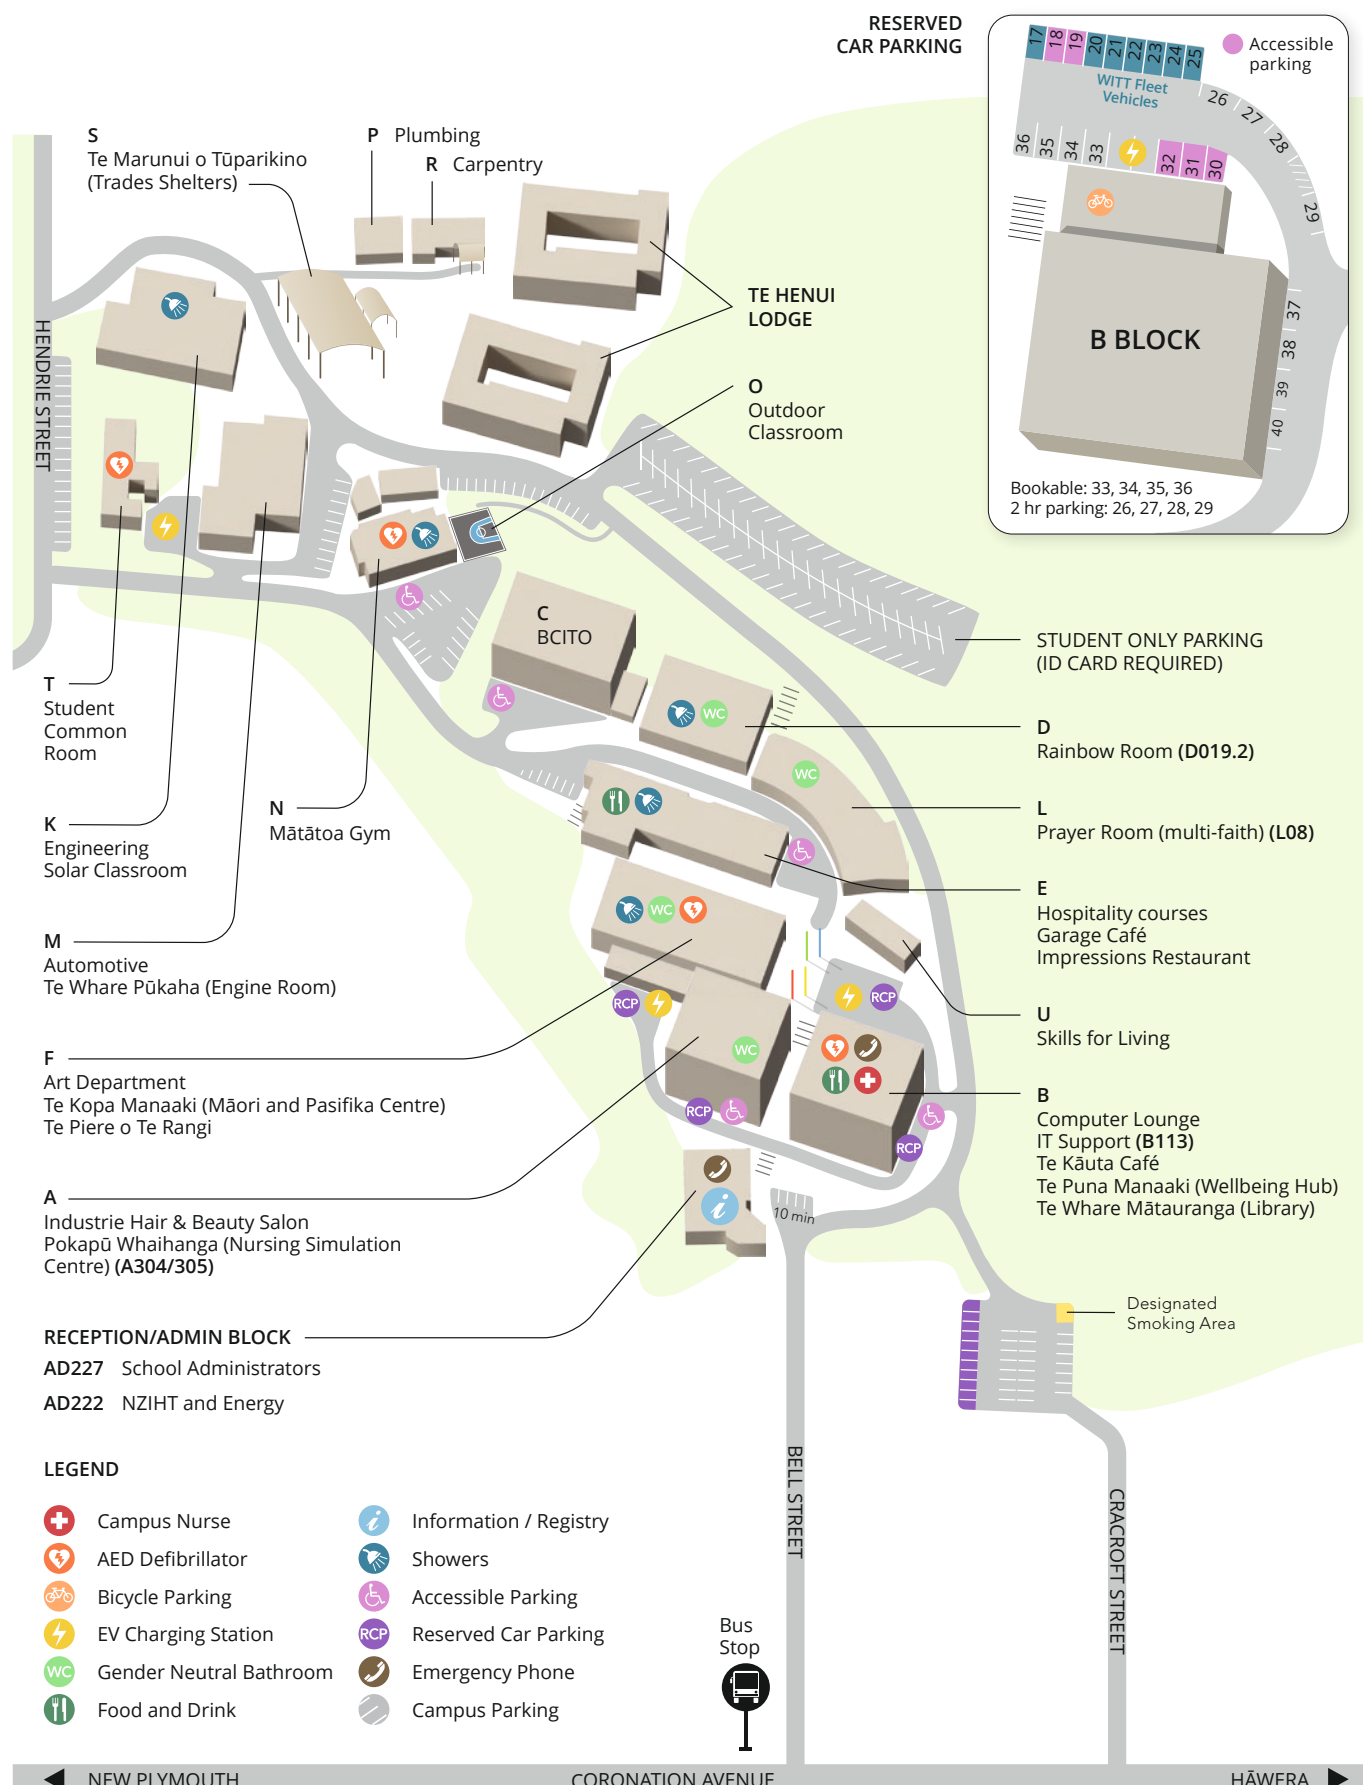 RESERVED
CAR PARKING
17
18
19
20
21
22
23
24
25
Accessible
parking
WITT Fleet
Vehicles
26
27
28
29
36
35
34
33
32
31
30
37
38
39
40
B BLOCK
Bookable: 33, 34, 35, 36
2 hr parking: 26, 27, 28, 29
S
Te Marunui o Tūparikino
(Trades Shelters)
P Plumbing
R Carpentry
TE HENUI
LODGE
HENDRIE STREET
O
Outdoor
Classroom
C
BCITO
STUDENT ONLY PARKING
(ID CARD REQUIRED)
T
Student
Common
Room
D
Rainbow Room (D019.2)
WC
WC
K
Engineering
Solar Classroom
N
Mātātoa Gym
L
Prayer Room (multi-faith) (L08)
E
Hospitality courses
Garage Café
Impressions Restaurant
WC
M
Automotive
Te Whare Pūkaha (Engine Room)
RCP
RCP
U
Skills for Living
F
Art Department
Te Kopa Manaaki (Māori and Pasifika Centre)
Te Piere o Te Rangi
WC
RCP
RCP
B
Computer Lounge
IT Support (B113)
Te Kāuta Café
Te Puna Manaaki (Wellbeing Hub)
Te Whare Mātauranga (Library)
A
Industrie Hair & Beauty Salon
Pokapū Whaihanga (Nursing Simulation
Centre) (A304/305)
i
10 min
Designated
Smoking Area
RECEPTION/ADMIN BLOCK
AD227 School Administrators
AD222 NZIHT and Energy
BELL STREET
CRACROFT STREET
LEGEND
Campus Nurse
AED Defibrillator
Bicycle Parking
EV Charging Station
WC Gender Neutral Bathroom
Food and Drink
i Information / Registry
Showers
Accessible Parking
RCP Reserved Car Parking
Emergency Phone
Campus Parking
Bus
Stop
NEW PLYMOUTH
CORONATION AVENUE
HĀWERA